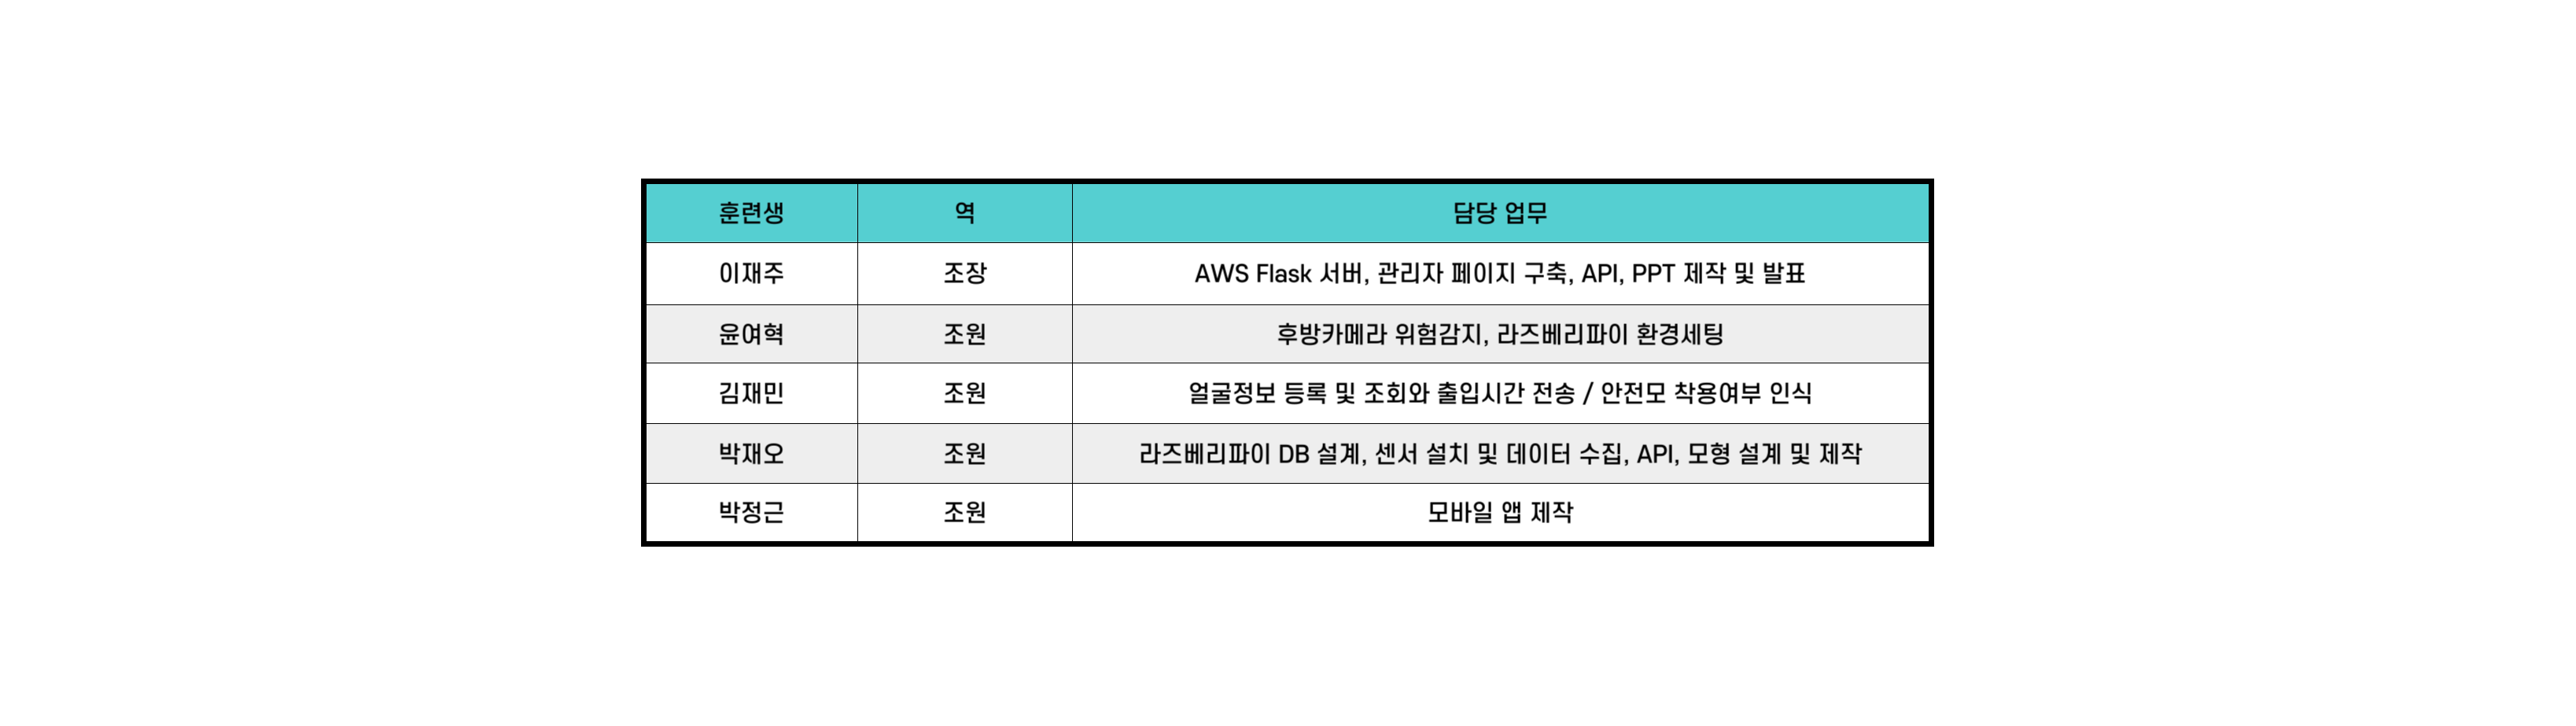 훈련생 역 담당 업무
이재주 조장 AWS Flask 서버, 관리자 페이지 구축, API, PPT 제작 및 발표
윤여혁 조원 후방카메라 위험감지, 라즈베리파이 환경세팅
김재민 조원 얼굴정보 등록 및 조회와 출입시간 전송 / 안전모 착용여부 인식
박재오 조원 라즈베리파이 DB 설계, 센서 설치 및 데이터 수집, API, 모형 설계 및 제작
박정근 조원 모바일 앱 제작